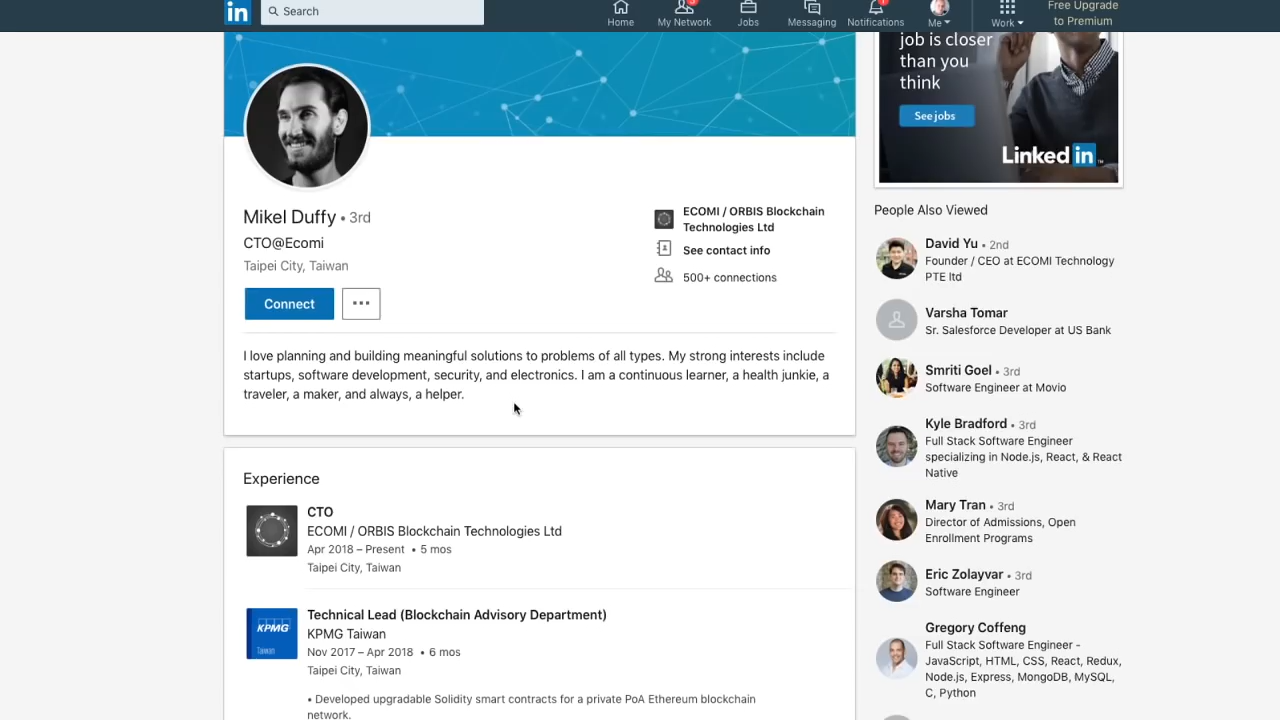 in
Search
Home
My Network
Jobs
Messaging
Notifications
Me
Work
Free Upgrade
to Premium
job is closer
than you
think
See jobs
Linked in
Mikel Duffy • 3rd
CTO@Ecomi
Taipei City, Taiwan
Connect
ECOMI / ORBIS Blockchain
Technologies Ltd
See contact info
500+ connections
I love planning and building meaningful solutions to problems of all types. My strong interests include
startups, software development, security, and electronics. I am a continuous learner, a health junkie, a
traveler, a maker, and always, a helper.
Experience
CTO
ECOMI / ORBIS Blockchain Technologies Ltd
Apr 2018 – Present • 5 mos
Taipei City, Taiwan
KPMG
Taiwan
Technical Lead (Blockchain Advisory Department)
KPMG Taiwan
Nov 2017 – Apr 2018 • 6 mos
Taipei City, Taiwan
• Developed upgradable Solidity smart contracts for a private PoA Ethereum blockchain
network.
People Also Viewed
David Yu • 2nd
Founder / CEO at ECOMI Technology
PTE ltd
Varsha Tomar
Sr. Salesforce Developer at US Bank
Smriti Goel • 3rd
Software Engineer at Movio
Kyle Bradford • 3rd
Full Stack Software Engineer
specializing in Node.js, React, & React
Native
Mary Tran • 3rd
Director of Admissions, Open
Enrollment Programs
Eric Zolayvar • 3rd
Software Engineer
Gregory Coffeng
Full Stack Software Engineer -
JavaScript, HTML, CSS, React, Redux,
Node.js, Express, MongoDB, MySQL,
C, Python